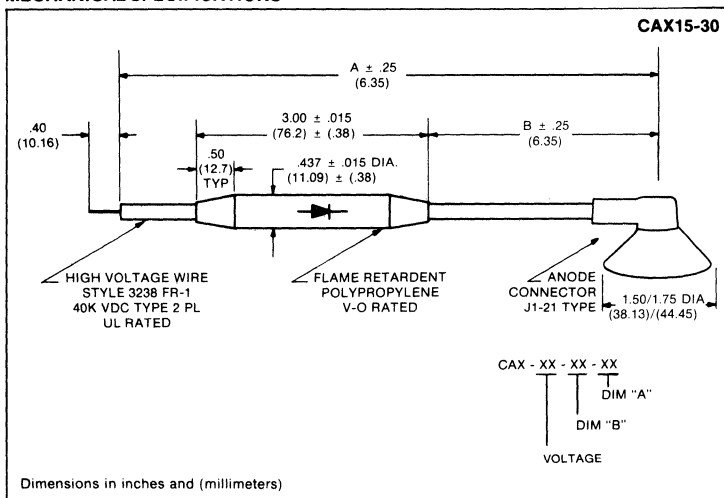 CAX15-30
A ± .25
(6.35)
3.00 ± .015
(76.2) ± (.38)
B ± .25
(6.35)
.40
(10.16)
.50
(12.7)
TYP
.437 ± .015 DIA.
(11.09) ± (.38)
HIGH VOLTAGE WIRE
STYLE 3238 FR-1
40K VDC TYPE 2 PL
UL RATED
FLAME RETARDENT
POLYPROPYLENE
V-O RATED
ANODE
CONNECTOR
J1-21 TYPE
1.50/1.75 DIA
(38.13)/(44.45)
CAX - XX - XX - XX
DIM "A"
DIM "B"
VOLTAGE
Dimensions in inches and (millimeters)